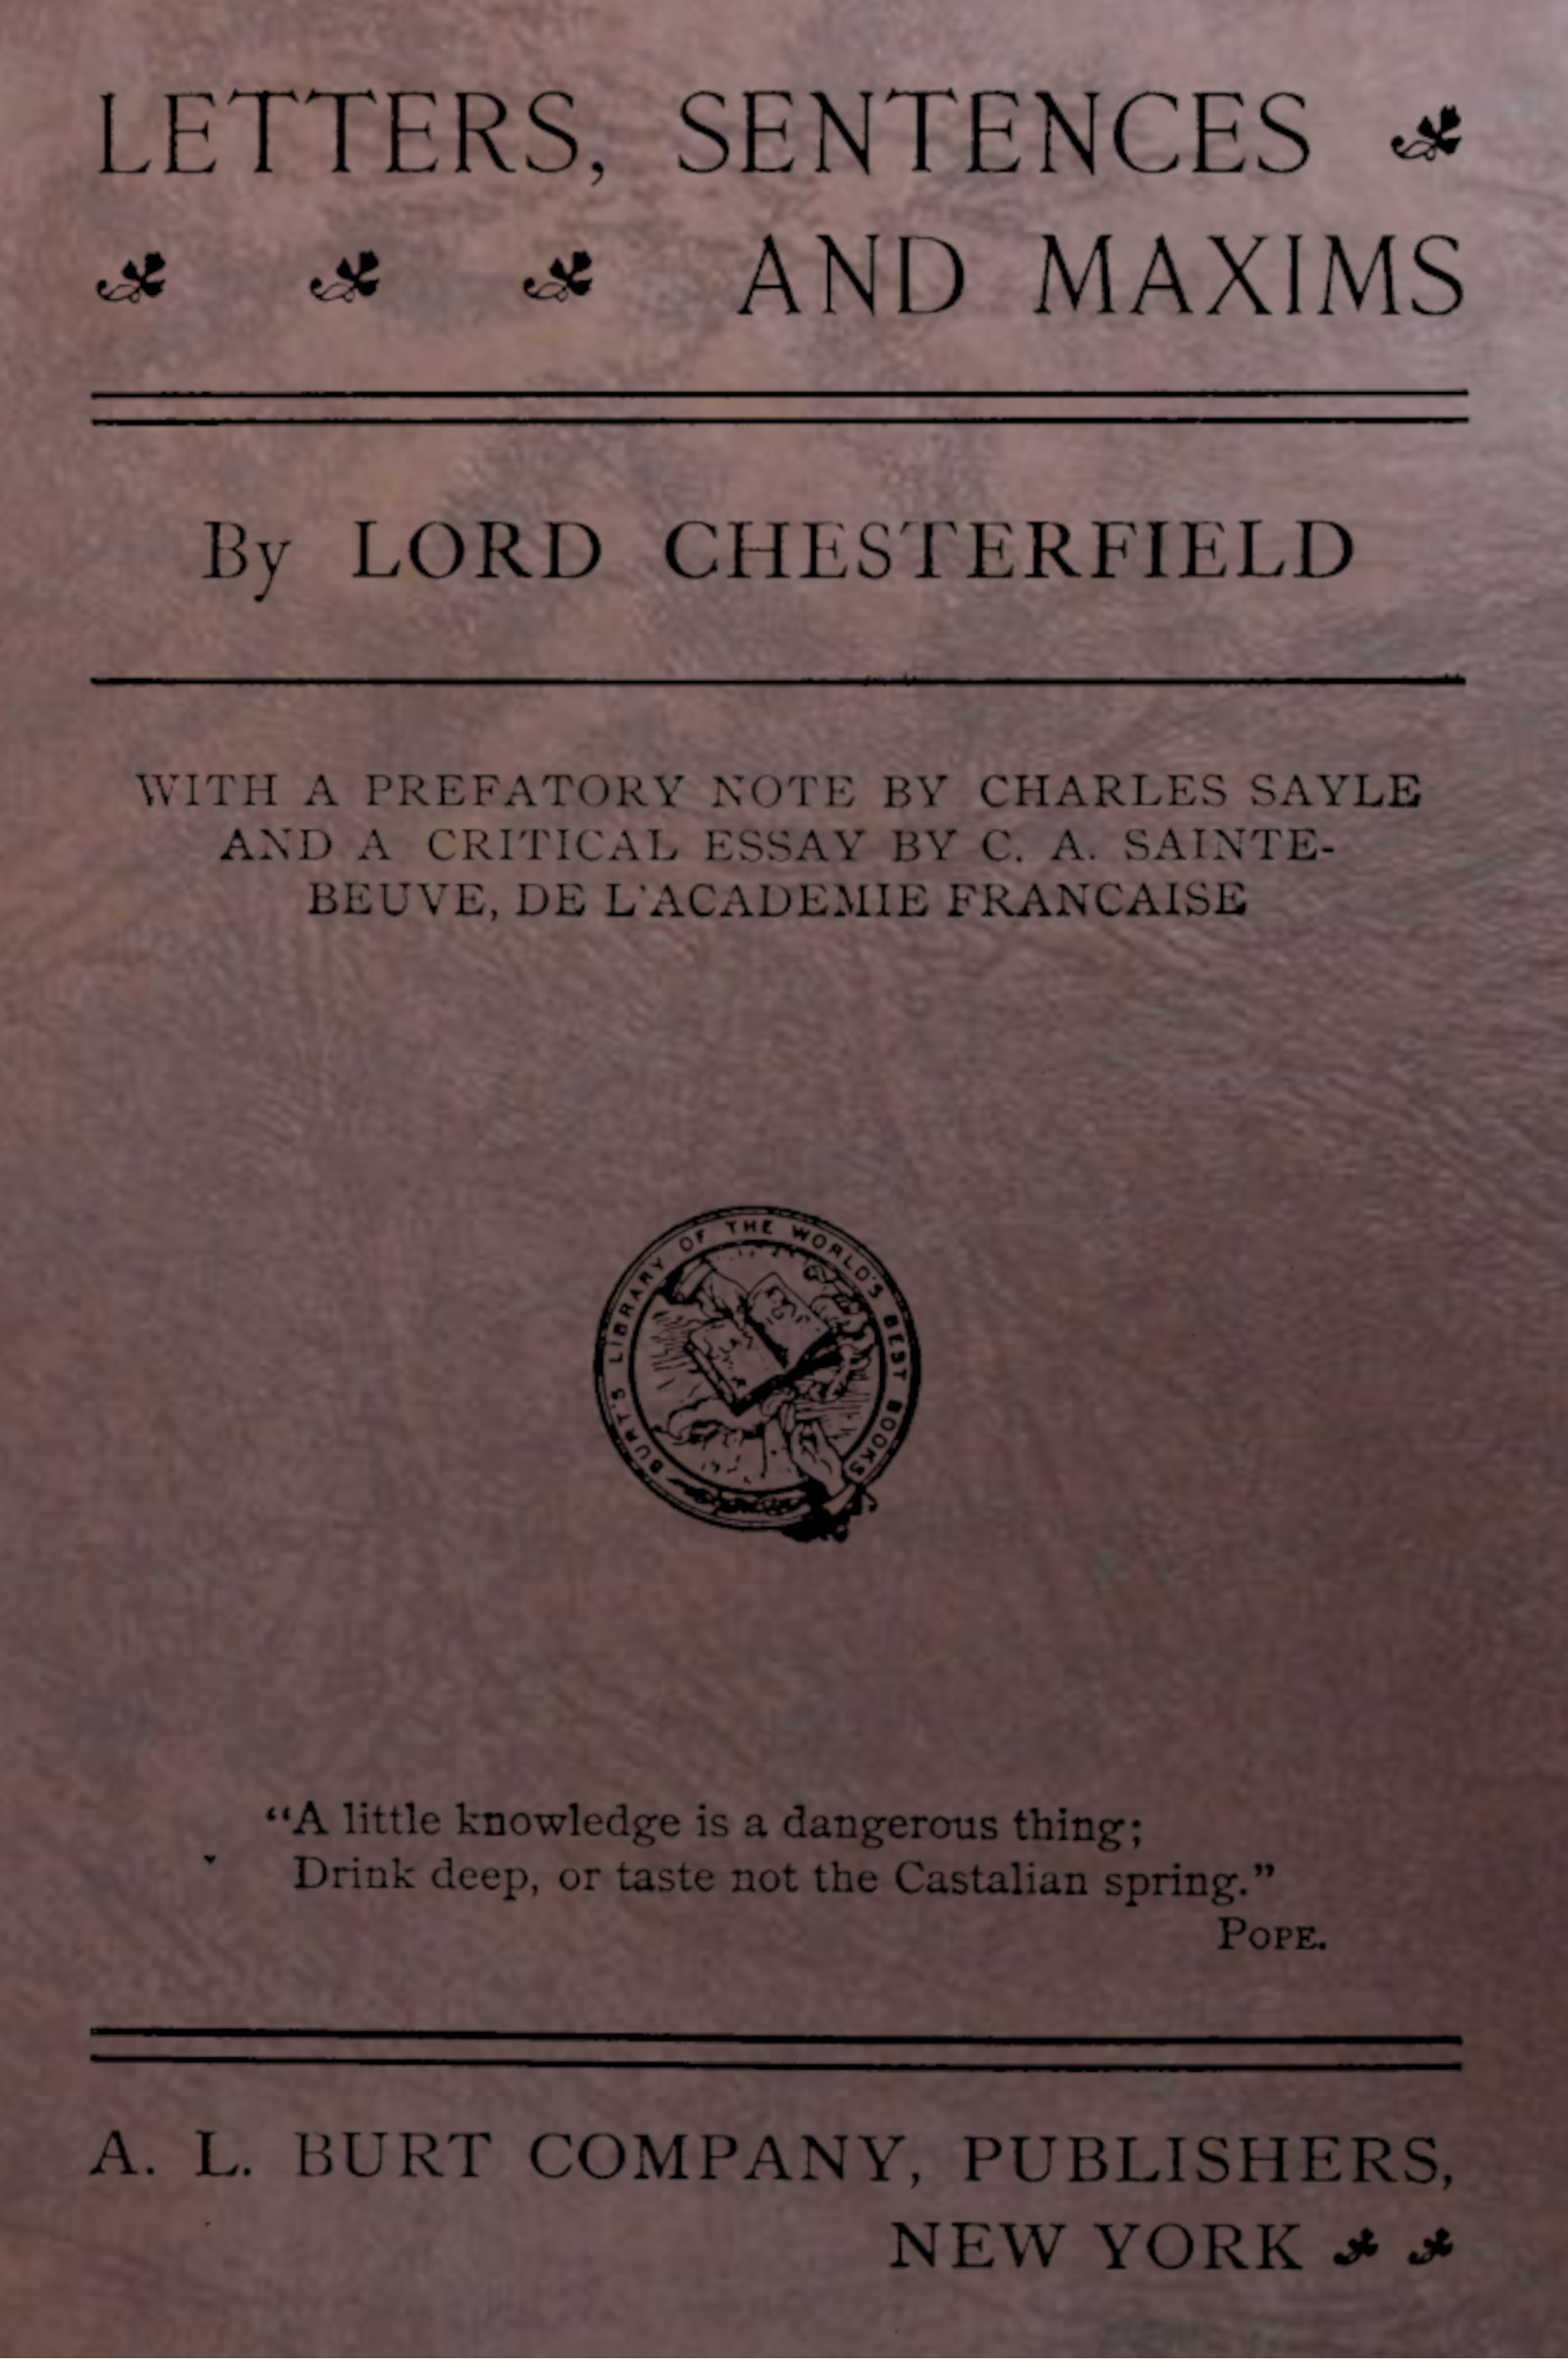 LETTERS, SENTENCES
AND MAXIMS
By LORD CHESTERFIELD
WITH A PREFATORY NOTE BY CHARLES SAYLE
AND A CRITICAL ESSAY BY C. A. SAINTE-
BEUVE, DE L'ACADEMIE FRANCAISE
BURT'S LIBRARY OF THE WORLD'S BEST BOOKS
“A little knowledge is a dangerous thing;
Drink deep, or taste not the Castalian spring.”
POPE.
A. L. BURT COMPANY, PUBLISHERS,
NEW YORK